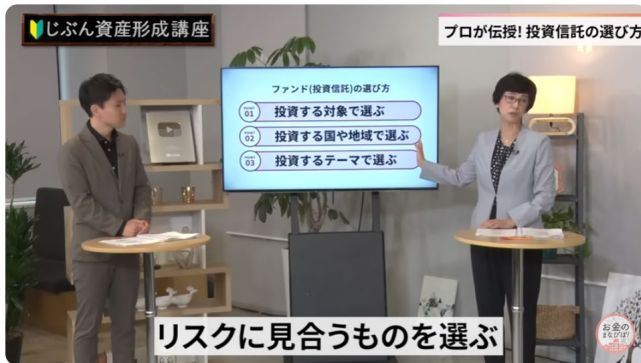 じぶん資産形成講座
プロが伝授!投資信託の選び方
ファンド(投資信託)の選び方
01 投資する対象で選ぶ
02 投資する国や地域で選ぶ
03 投資するテーマで選ぶ
リスクに見合うものを選ぶ
お金の
まなびば!